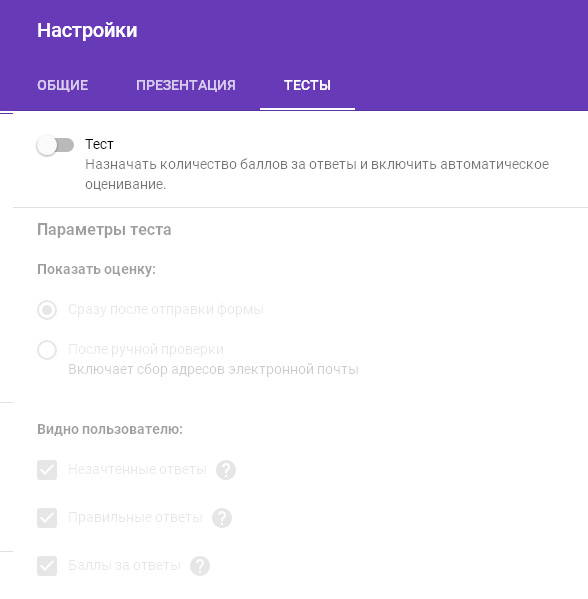 Настройки
ОБЩИЕ ПРЕЗЕНТАЦИЯ ТЕСТЫ
Тест
Назначать количество баллов за ответы и включить автоматическое
оценивание.
Параметры теста
Показать оценку:
Сразу после отправки формы
После ручной проверки
Включает сбор адресов электронной почты
Видно пользователю:
Незачтенные ответы ?
Правильные ответы ?
Баллы за ответы ?